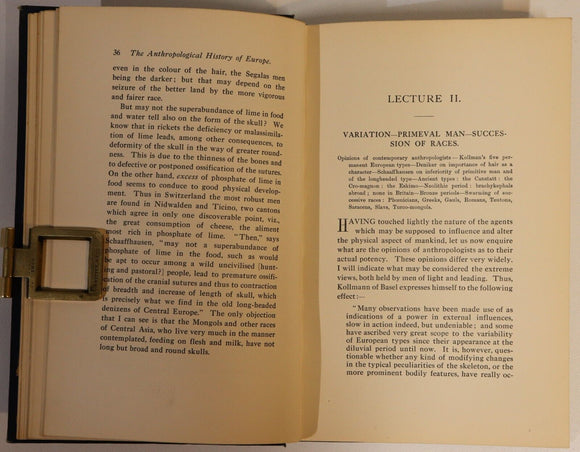 36 The Anthropological History of Europe.
even in the colour of the hair, the Segalas men
being the darker; but that may depend on the
seizure of the better land by the more vigorous
and fairer race.
But may not the superabundance of lime in food
and water tell also on the form of the skull? We
know that in rickets the deficiency or malassimila-
tion of lime leads, among other consequences, to
deformity of the skull in the way of greater round-
ness. This is due to the thinness of the bones and
to defective or postponed ossification of the sutures.
On the other hand, excess of phosphate of lime in
food seems to conduce to good physical develop-
ment. Thus in Switzerland the most robust men
are found in Nidwalden and Ticino, two cantons
which agree in only one discoverable point, viz.,
the great consumption of cheese, the aliment
most rich in phosphate of lime. "Then," says
Schaaffhausen, "may not a superabundance of
phosphate of lime in the food, such as would
be apt to occur among a wild uncivilised [hunt-
ing and pastoral?] people, lead to premature ossifi-
cation of the cranial sutures and thus to contraction
of breadth and increase of length of skull, which
is precisely what we find in the old long-headed
denizens of Central Europe." The only objection
that I can see is that the Mongols and other races
of Central Asia, who live very much in the manner
contemplated, feeding on flesh and milk, have not
long but broad and round skulls.
LECTURE II.
VARIATION—PRIMEVAL MAN—SUCCES-
SION OF RACES.
Opinions of contemporary anthropologists—Kollman's five per-
manent European types—Deniker on importance of hair as a
character—Schaaffhausen on inferiority of primitive man and
of the longheaded type—Ancient types: the Canstatt: the
Cro-magnon: the Eskimo—Neolithic period: brachykephals
abroad, none in Britain—Bronze periods—Swarming of suc-
cessive races: Phœnicians, Greeks, Gauls, Romans, Teutons,
Saracens, Slavs, Turco-mongols.
HAVING touched lightly the nature of the agents
which may be supposed to influence and alter
the physical aspect of mankind, let us now enquire
what are the opinions of anthropologists as to their
actual potency. These opinions differ very widely.
I will indicate what may be considered the extreme
views, both held by men of light and leading. Thus,
Kollmann of Basel expresses himself to the following
effect:—
"Many observations have been made use of as
indications of a power in external influences,
slow in action indeed, but undeniable; and some
have ascribed very great scope to the variability
of European types since their appearance at the
diluvial period until now. It is, however, ques-
tionable whether any kind of modifying changes
in the typical peculiarities of the skeleton, or the
more prominent bodily features, have really oc-